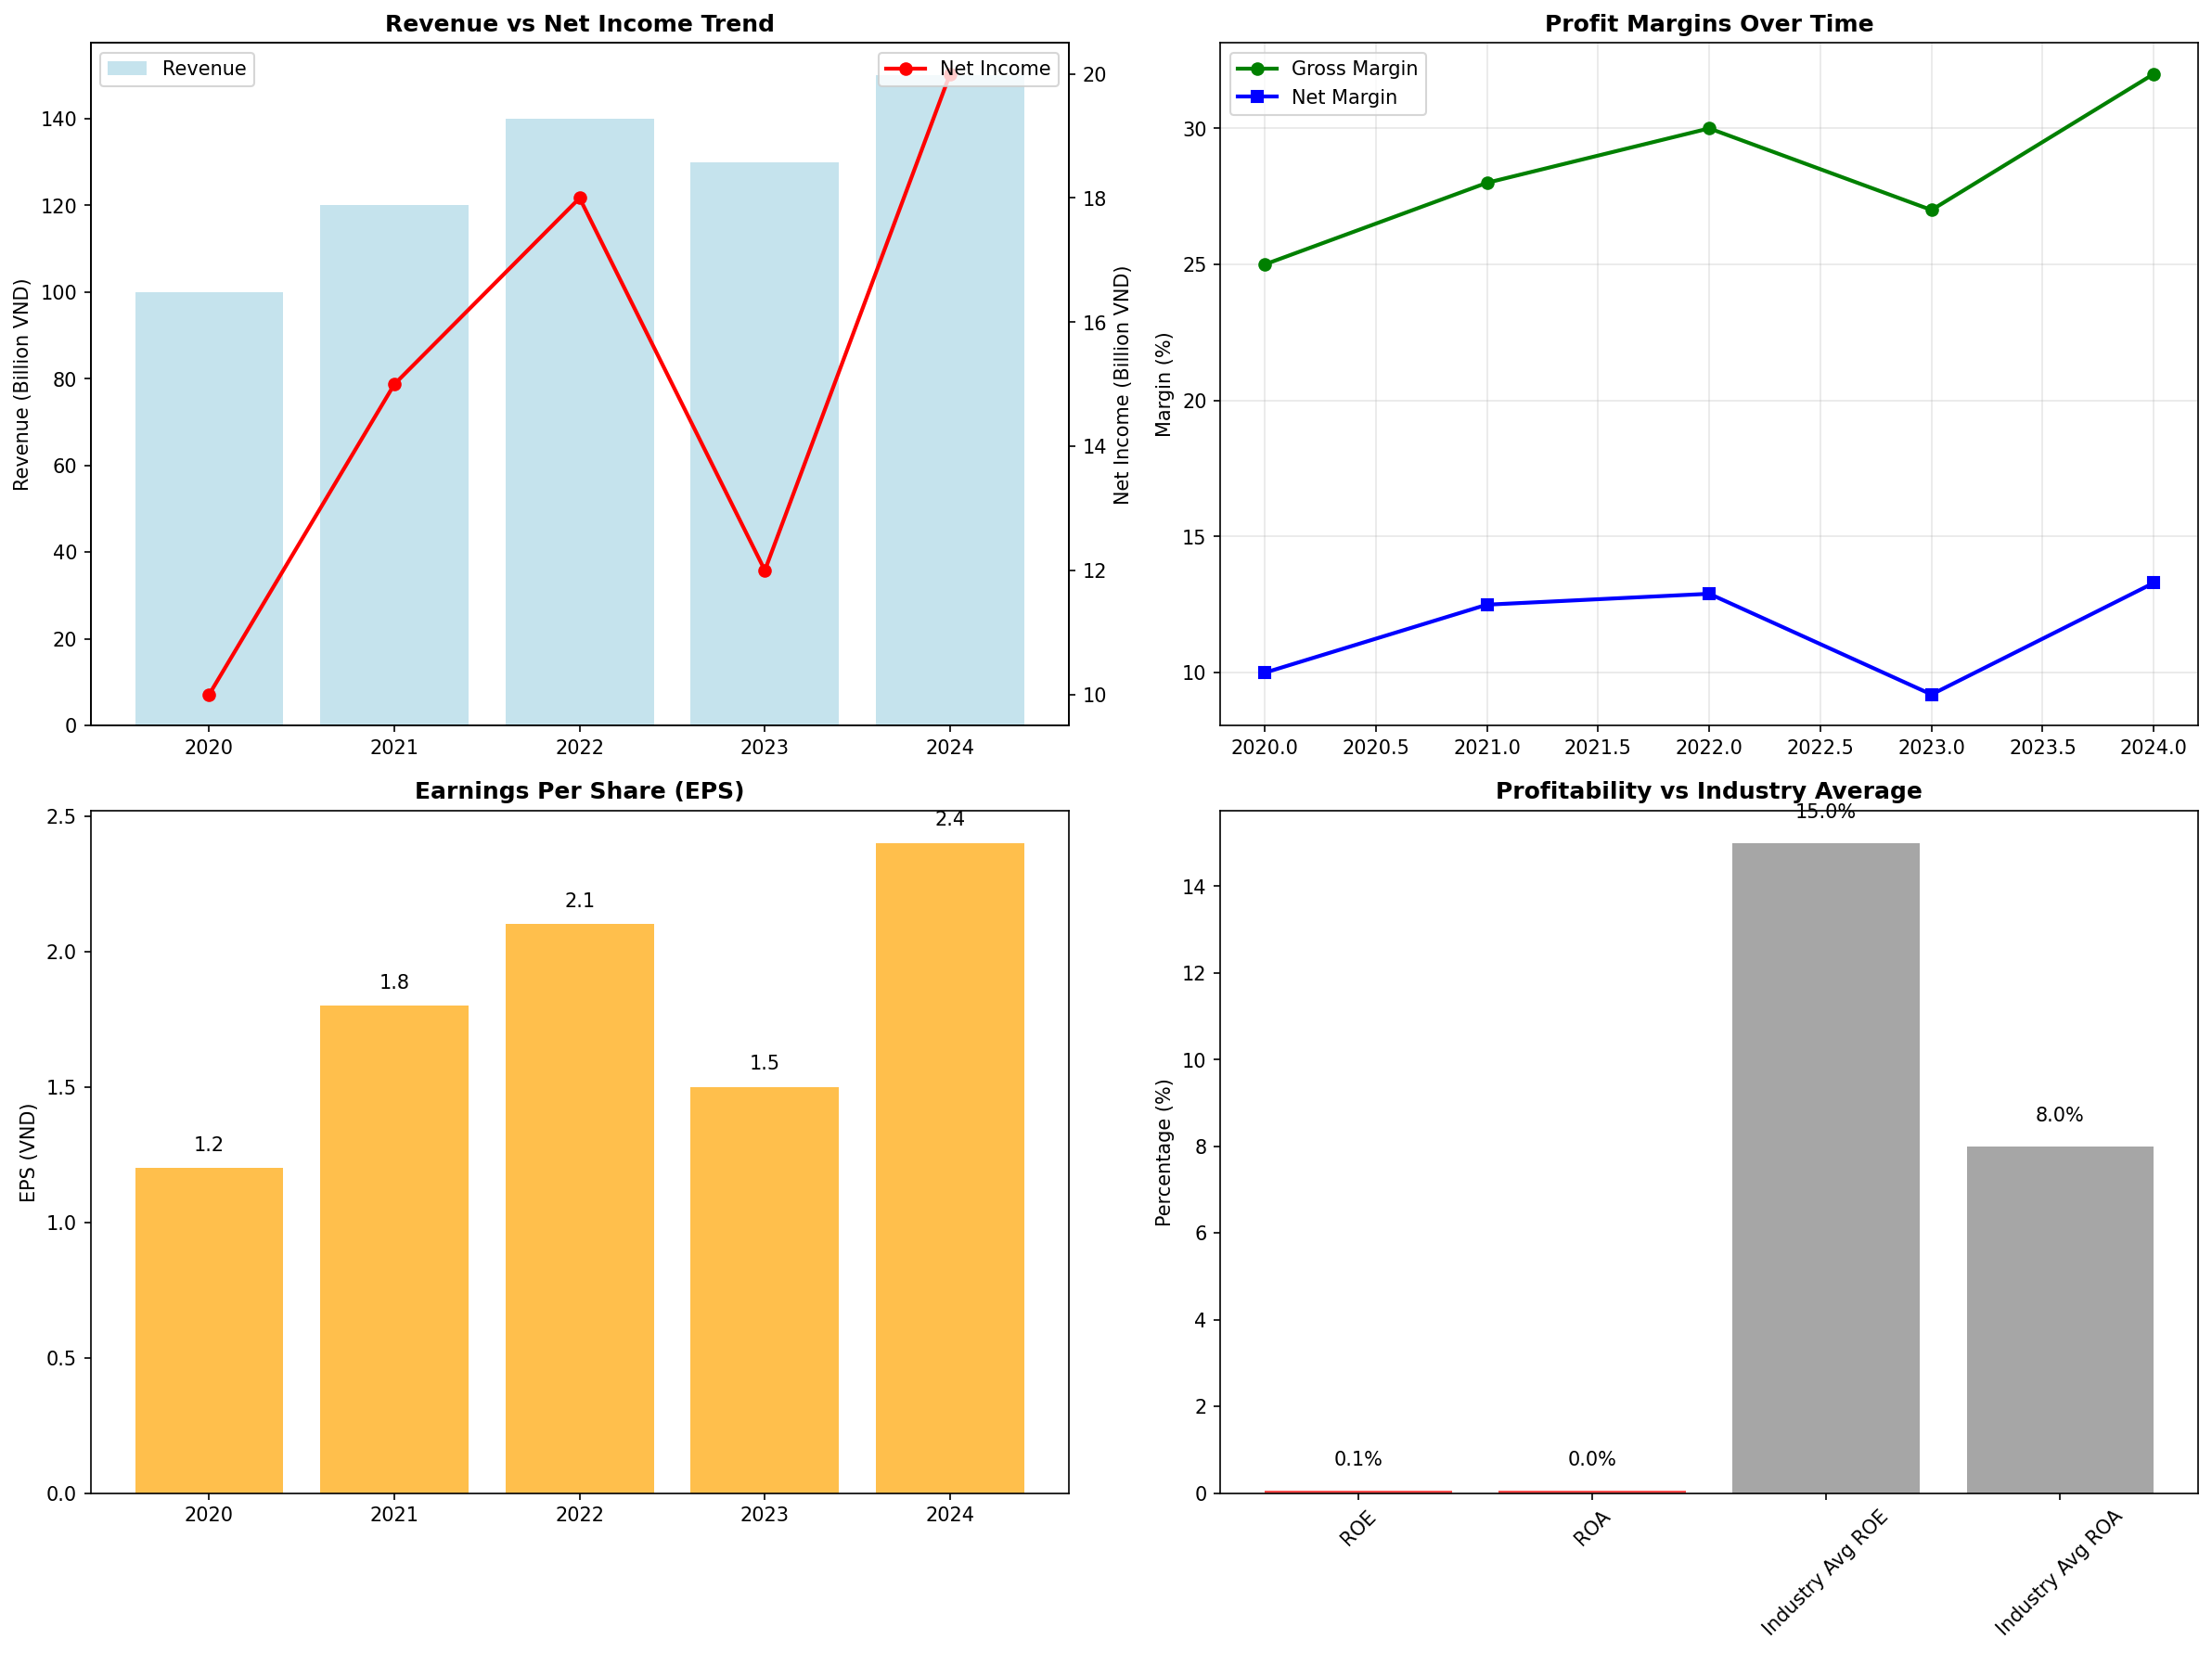 Revenue vs Net Income Trend
Revenue
Net Income
Revenue (Billion VND)
140
120
100
80
60
40
20
0
20
18
16
14
12
10
Net Income (Billion VND)
2020 2021 2022 2023 2024
Profit Margins Over Time
Gross Margin
Net Margin
Margin (%)
30
25
20
15
10
2020.0 2020.5 2021.0 2021.5 2022.0 2022.5 2023.0 2023.5 2024.0
Earnings Per Share (EPS)
EPS (VND)
2.5
2.0
1.5
1.0
0.5
0.0
1.2
1.8
2.1
1.5
2.4
2020 2021 2022 2023 2024
Profitability vs Industry Average
Percentage (%)
14
12
10
8
6
4
2
0
0.1%
0.0%
15.0%
8.0%
ROE
ROA
Industry Avg ROE
Industry Avg ROA